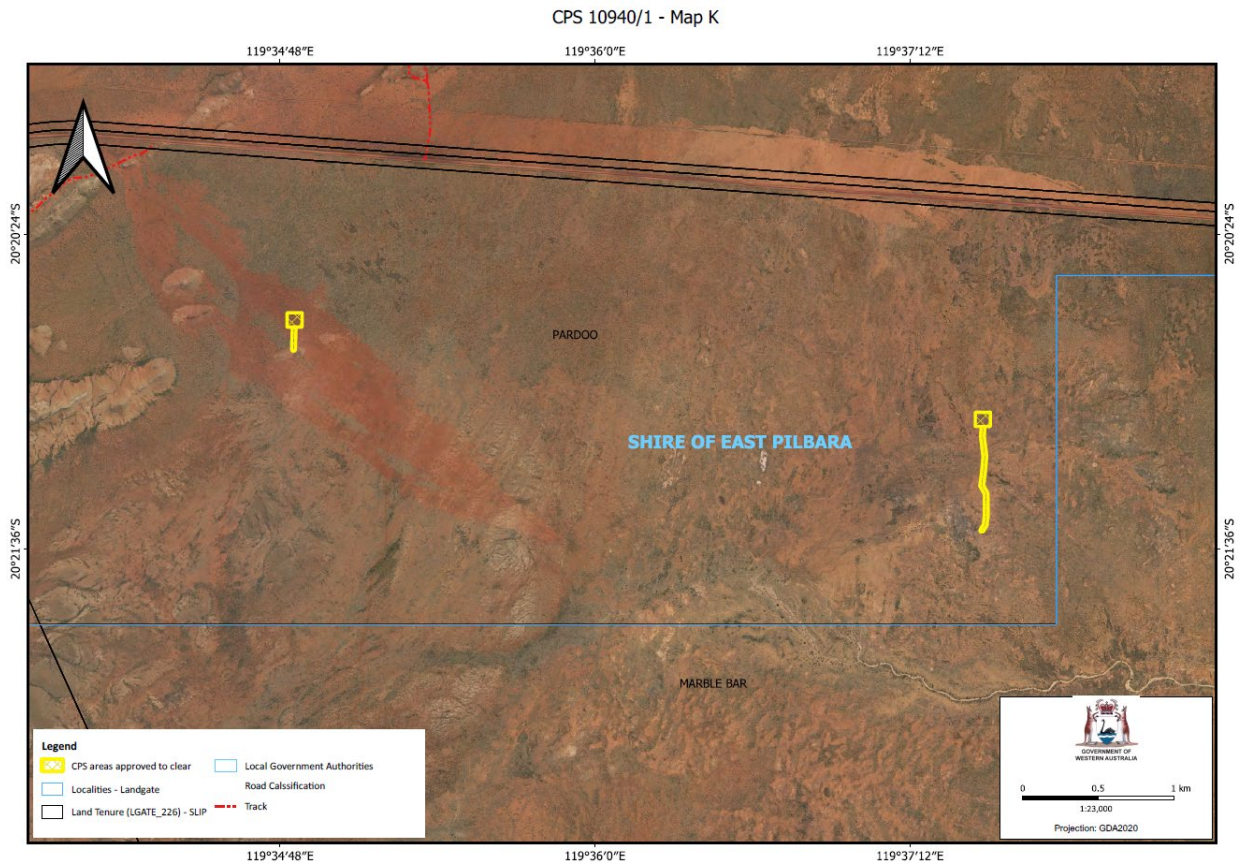 CPS 10940/1 - Map K
119°34'48"E
119°36'0"E
119°37'12"E
20°20'24"S
20°20'24"S
PARDOO
SHIRE OF EAST PILBARA
20°21'36"S
20°21'36"S
MARBLE BAR
Legend
CPS areas approved to clear
Localities - Landgate
Land Tenure (LGATE_226) - SLIP
Local Government Authorities
Road Calssification
Track
GOVERNMENT OF
WESTERN AUSTRALIA
0 0.5 1 km
1:23,000
Projection: GDA2020
119°34'48"E
119°36'0"E
119°37'12"E